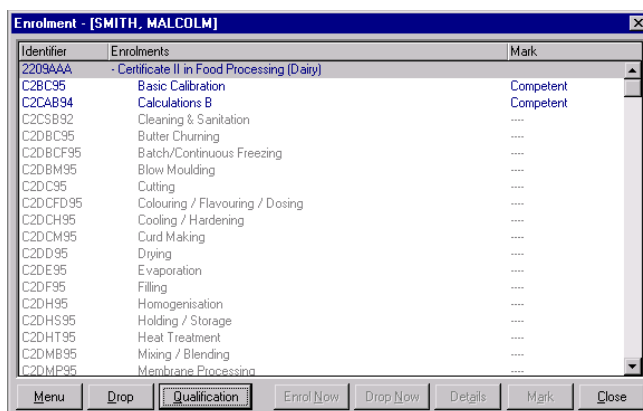 Enrolment - [SMITH, MALCOLM]
Identifier Enrolments Mark
2209AAA - Certificate II in Food Processing (Dairy)
C2BC95 Basic Calibration Competent
C2CAB94 Calculations B Competent
C2CSB92 Cleaning & Sanitation ----
C2DBC95 Butter Churning ----
C2DBCF95 Batch/Continuous Freezing ----
C2DBM95 Blow Moulding ----
C2DC95 Cutting ----
C2DCFD95 Colouring / Flavouring / Dosing ----
C2DCH95 Cooling / Hardening ----
C2DCM95 Curd Making ----
C2DD95 Drying ----
C2DE95 Evaporation ----
C2DF95 Filling ----
C2DH95 Homogenisation ----
C2DHS95 Holding / Storage ----
C2DHT95 Heat Treatment ----
C2DMB95 Mixing / Blending ----
C2DMP95 Membrane Processing ----
Menu Drop Qualification Enrol Now Drop Now Details Mark Close